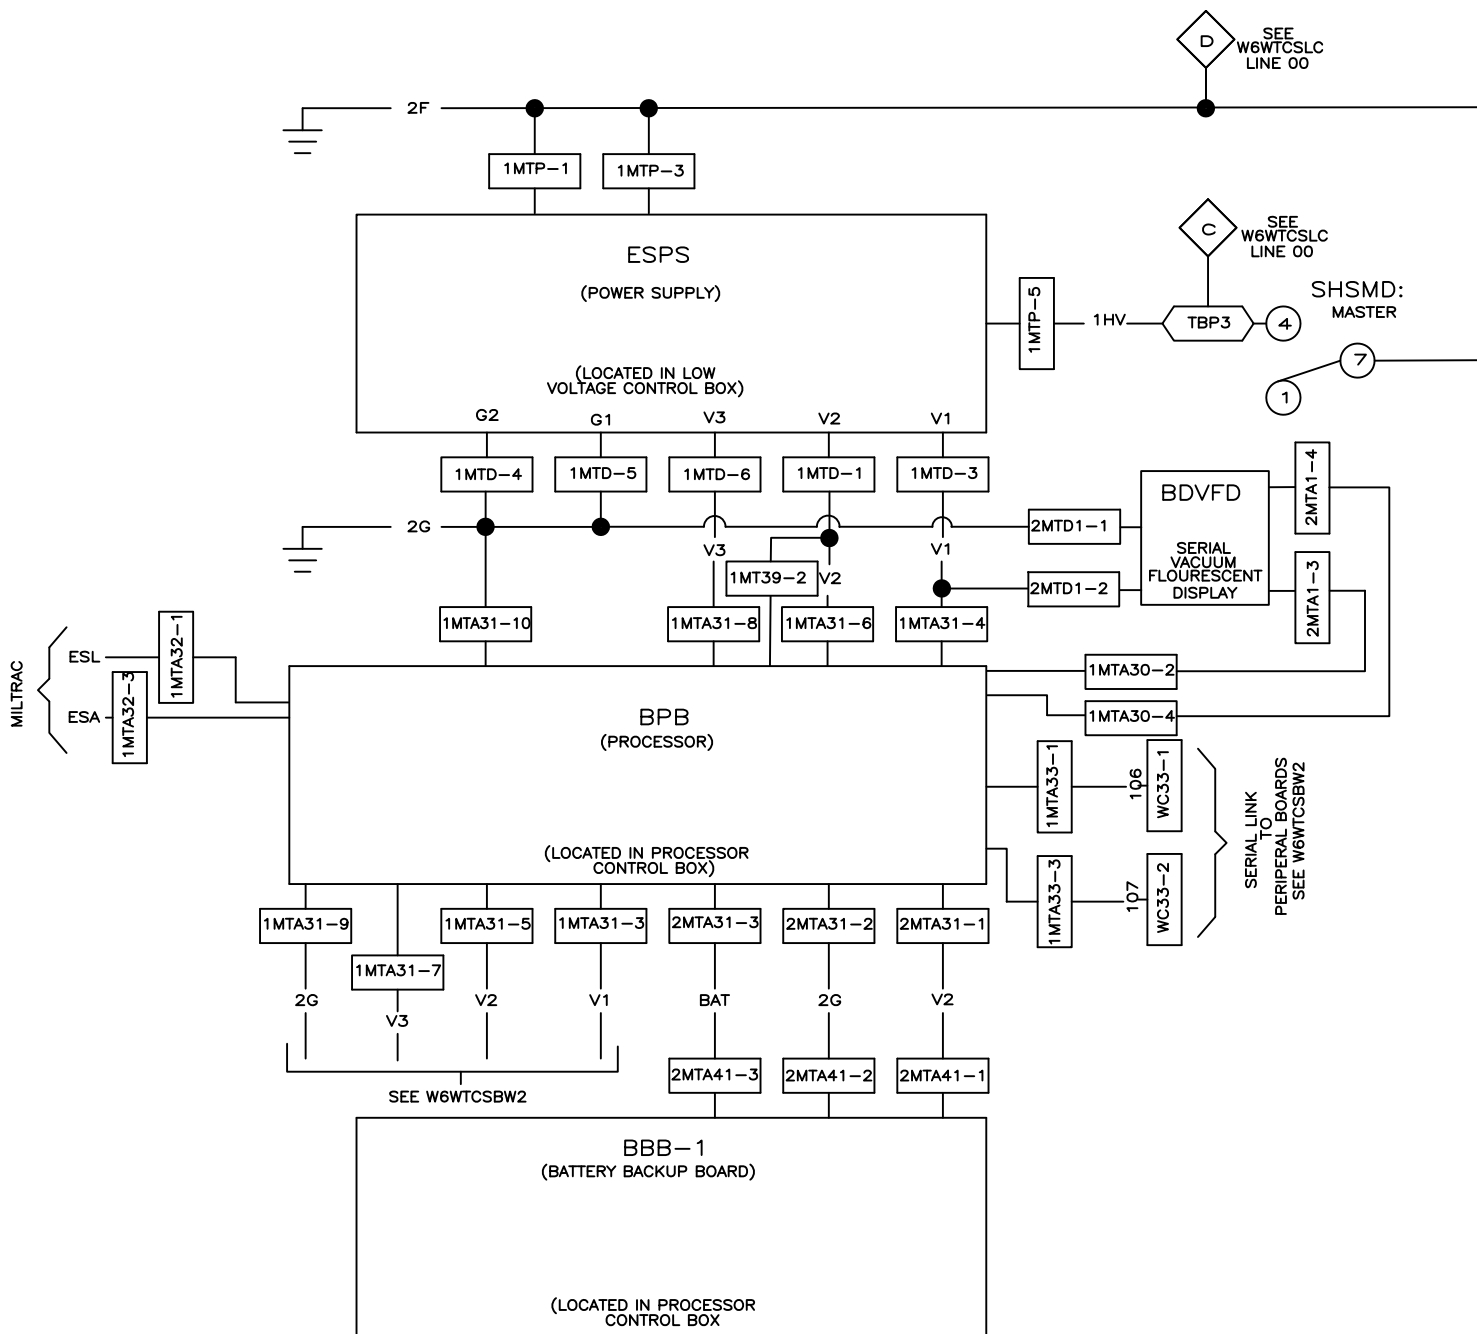 D
SEE
W6WTCSLC
LINE 00
2F
1MTP-1
1MTP-3
ESPS
(POWER SUPPLY)
(LOCATED IN LOW
VOLTAGE CONTROL BOX)
G2
G1
V3
V2
V1
1MTP-5
1HV
C
SEE
W6WTCSLC
LINE 00
TBP3
4
SHSMD:
MASTER
7
1
1MTD-4
1MTD-5
1MTD-6
1MTD-1
1MTD-3
2G
V3
1MT39-2
V2
V1
2MTD1-1
2MTD1-2
BDVFD
SERIAL
VACUUM
FLOURESCENT
DISPLAY
2MTA1-4
2MTA1-3
1MTA31-10
1MTA31-8
1MTA31-6
1MTA31-4
MILTRAC
ESL
ESA
1MTA32-1
1MTA32-3
BPB
(PROCESSOR)
(LOCATED IN PROCESSOR
CONTROL BOX)
1MTA30-2
1MTA30-4
1MTA33-1
106
WC33-1
1MTA33-3
107
WC33-2
SERIAL LINK
TO
PERIPERAL BOARDS
SEE W6WTCSBW2
1MTA31-9
1MTA31-7
1MTA31-5
1MTA31-3
2MTA31-3
2MTA31-2
2MTA31-1
2G
V3
V2
V1
BAT
2G
V2
SEE W6WTCSBW2
2MTA41-3
2MTA41-2
2MTA41-1
BBB-1
(BATTERY BACKUP BOARD)
(LOCATED IN PROCESSOR
CONTROL BOX